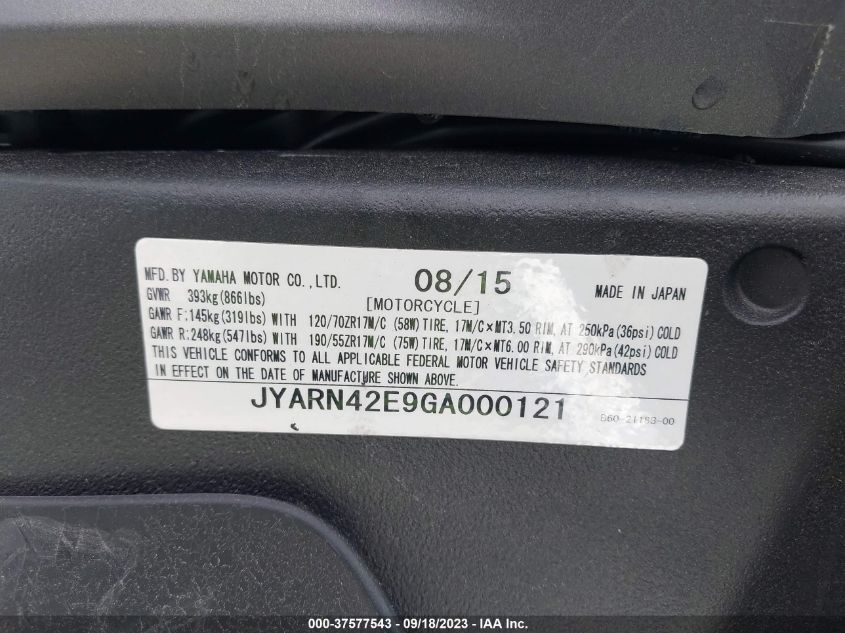 MFD. BY YAMAHA MOTOR CO., LTD. 08/15 MADE IN JAPAN
GVWR 393kg(866lbs) [MOTORCYCLE]
GAWR F:145kg(319lbs) WITH 120/70ZR17M/C (58W) TIRE, 17M/C×MT3.50 RIM, AT 250kPa(36psi) COLD
GAWR R:248kg(547lbs) WITH 190/55ZR17M/C (75W) TIRE, 17M/C×MT6.00 RIM, AT 290kPa(42psi) COLD
THIS VEHICLE CONFORMS TO ALL APPLICABLE FEDERAL MOTOR VEHICLE SAFETY STANDARDS
IN EFFECT ON THE DATE OF MANUFACTURE SHOWN ABOVE.
JYARN42E9GA000121 B60-21183-00
000-37577543 - 09/18/2023 - IAA Inc.